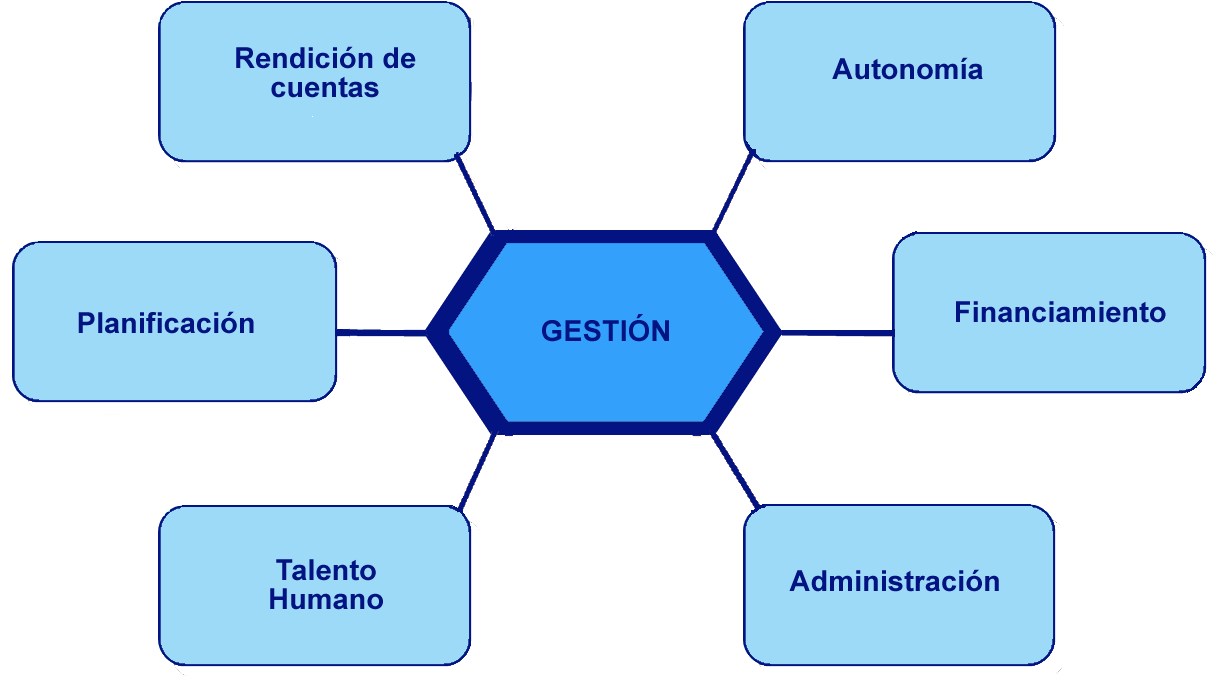 Rendición de
cuentas
Autonomía
Planificación
GESTIÓN
Financiamiento
Talento
Humano
Administración